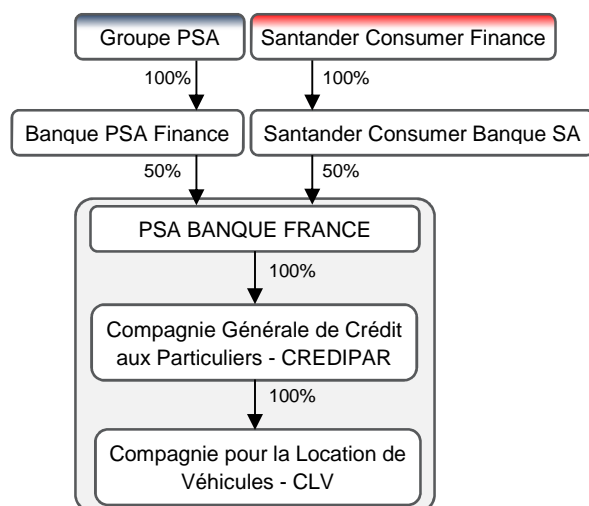 Groupe PSA
Santander Consumer Finance
100%
100%
Banque PSA Finance
Santander Consumer Banque SA
50%
50%
PSA BANQUE FRANCE
100%
Compagnie Générale de Crédit
aux Particuliers - CREDIPAR
100%
Compagnie pour la Location de
Véhicules - CLV